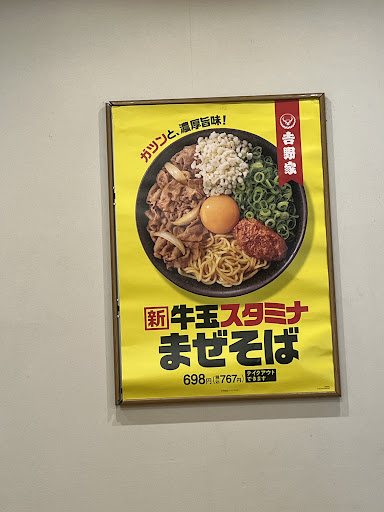 ガツンと、濃厚旨味!
吉野家
新 牛玉スタミナ
まぜそば
698円(税込767円) テイクアウトできます